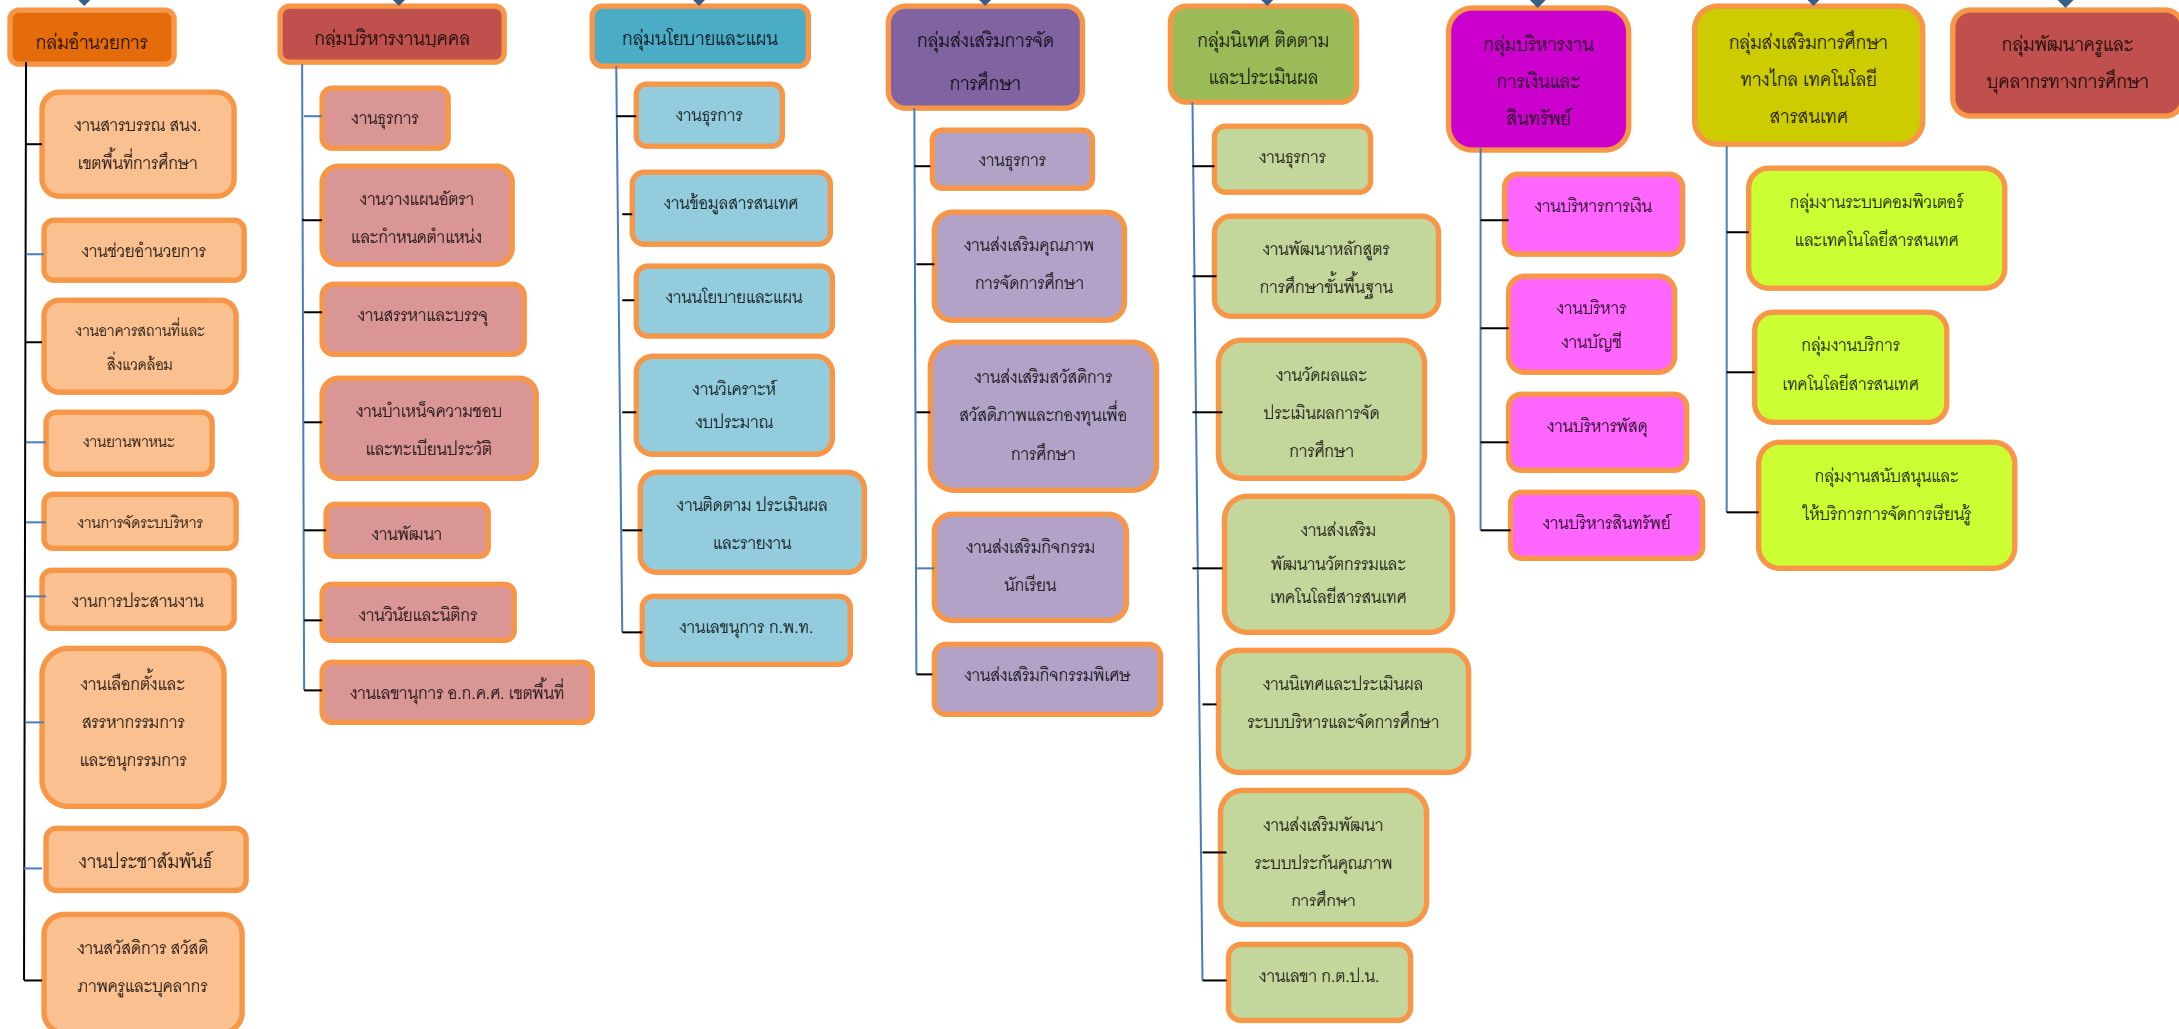 กลุ่มอำนวยการ
งานสารบรรณ สนง.
เขตพื้นที่การศึกษา
งานช่วยอำนวยการ
งานอาคารสถานที่และ
สิ่งแวดล้อม
งานยานพาหนะ
งานการจัดระบบบริหาร
งานการประสานงาน
งานเลือกตั้งและ
สรรหากรรมการ
และอนุกรรมการ
งานประชาสัมพันธ์
งานสวัสดิการ สวัสดิ
ภาพครูและบุคลากร
กลุ่มบริหารงานบุคคล
งานธุรการ
งานวางแผนอัตรา
และกำหนดตำแหน่ง
งานสรรหาและบรรจุ
งานบำเหน็จความชอบ
และทะเบียนประวัติ
งานพัฒนา
งานวินัยและนิติกร
งานเลขานุการ อ.ก.ค.ศ. เขตพื้นที่
กลุ่มนโยบายและแผน
งานธุรการ
งานข้อมูลสารสนเทศ
งานนโยบายและแผน
งานวิเคราะห์
งบประมาณ
งานติดตาม ประเมินผล
และรายงาน
งานเลขนุการ ก.พ.ท.
กลุ่มส่งเสริมการจัด
การศึกษา
งานธุรการ
งานส่งเสริมคุณภาพ
การจัดการศึกษา
งานส่งเสริมสวัสดิการ
สวัสดิภาพและกองทุนเพื่อ
การศึกษา
งานส่งเสริมกิจกรรม
นักเรียน
งานส่งเสริมกิจกรรมพิเศษ
กลุ่มนิเทศ ติดตาม
และประเมินผล
งานธุรการ
งานพัฒนาหลักสูตร
การศึกษาขั้นพื้นฐาน
งานวัดผลและ
ประเมินผลการจัด
การศึกษา
งานส่งเสริม
พัฒนานวัตกรรมและ
เทคโนโลยีสารสนเทศ
งานนิเทศและประเมินผล
ระบบบริหารและจัดการศึกษา
งานส่งเสริมพัฒนา
ระบบประกันคุณภาพ
การศึกษา
งานเลขา ก.ต.ป.น.
กลุ่มบริหารงาน
การเงินและ
สินทรัพย์
งานบริหารการเงิน
งานบริหาร
งานบัญชี
งานบริหารพัสดุ
งานบริหารสินทรัพย์
กลุ่มส่งเสริมการศึกษา
ทางไกล เทคโนโลยี
สารสนเทศ
กลุ่มงานระบบคอมพิวเตอร์
และเทคโนโลยีสารสนเทศ
กลุ่มงานบริการ
เทคโนโลยีสารสนเทศ
กลุ่มงานสนับสนุนและ
ให้บริการการจัดการเรียนรู้
กลุ่มพัฒนาครูและ
บุคลากรทางการศึกษา